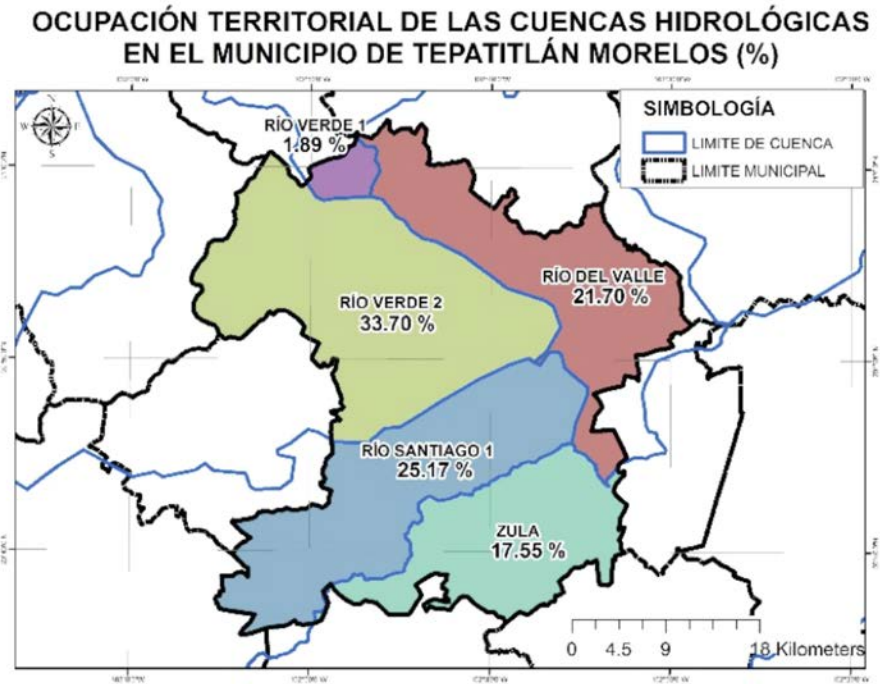 OCUPACIÓN TERRITORIAL DE LAS CUENCAS HIDROLÓGICAS
EN EL MUNICIPIO DE TEPATITLÁN MORELOS (%)
N
W E
S
SIMBOLOGÍA
LIMITE DE CUENCA
LIMITE MUNICIPAL
RÍO VERDE 1
1.89 %
RÍO DEL VALLE
21.70 %
RÍO VERDE 2
33.70 %
RÍO SANTIAGO 1
25.17 %
ZULA
17.55 %
0 4.5 9 18 Kilometers